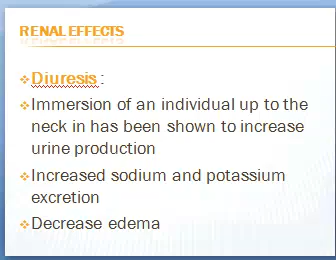 RENAL EFFECTS
Diuresis :
Immersion of an individual up to the
neck in has been shown to increase
urine production
Increased sodium and potassium
excretion
Decrease edema